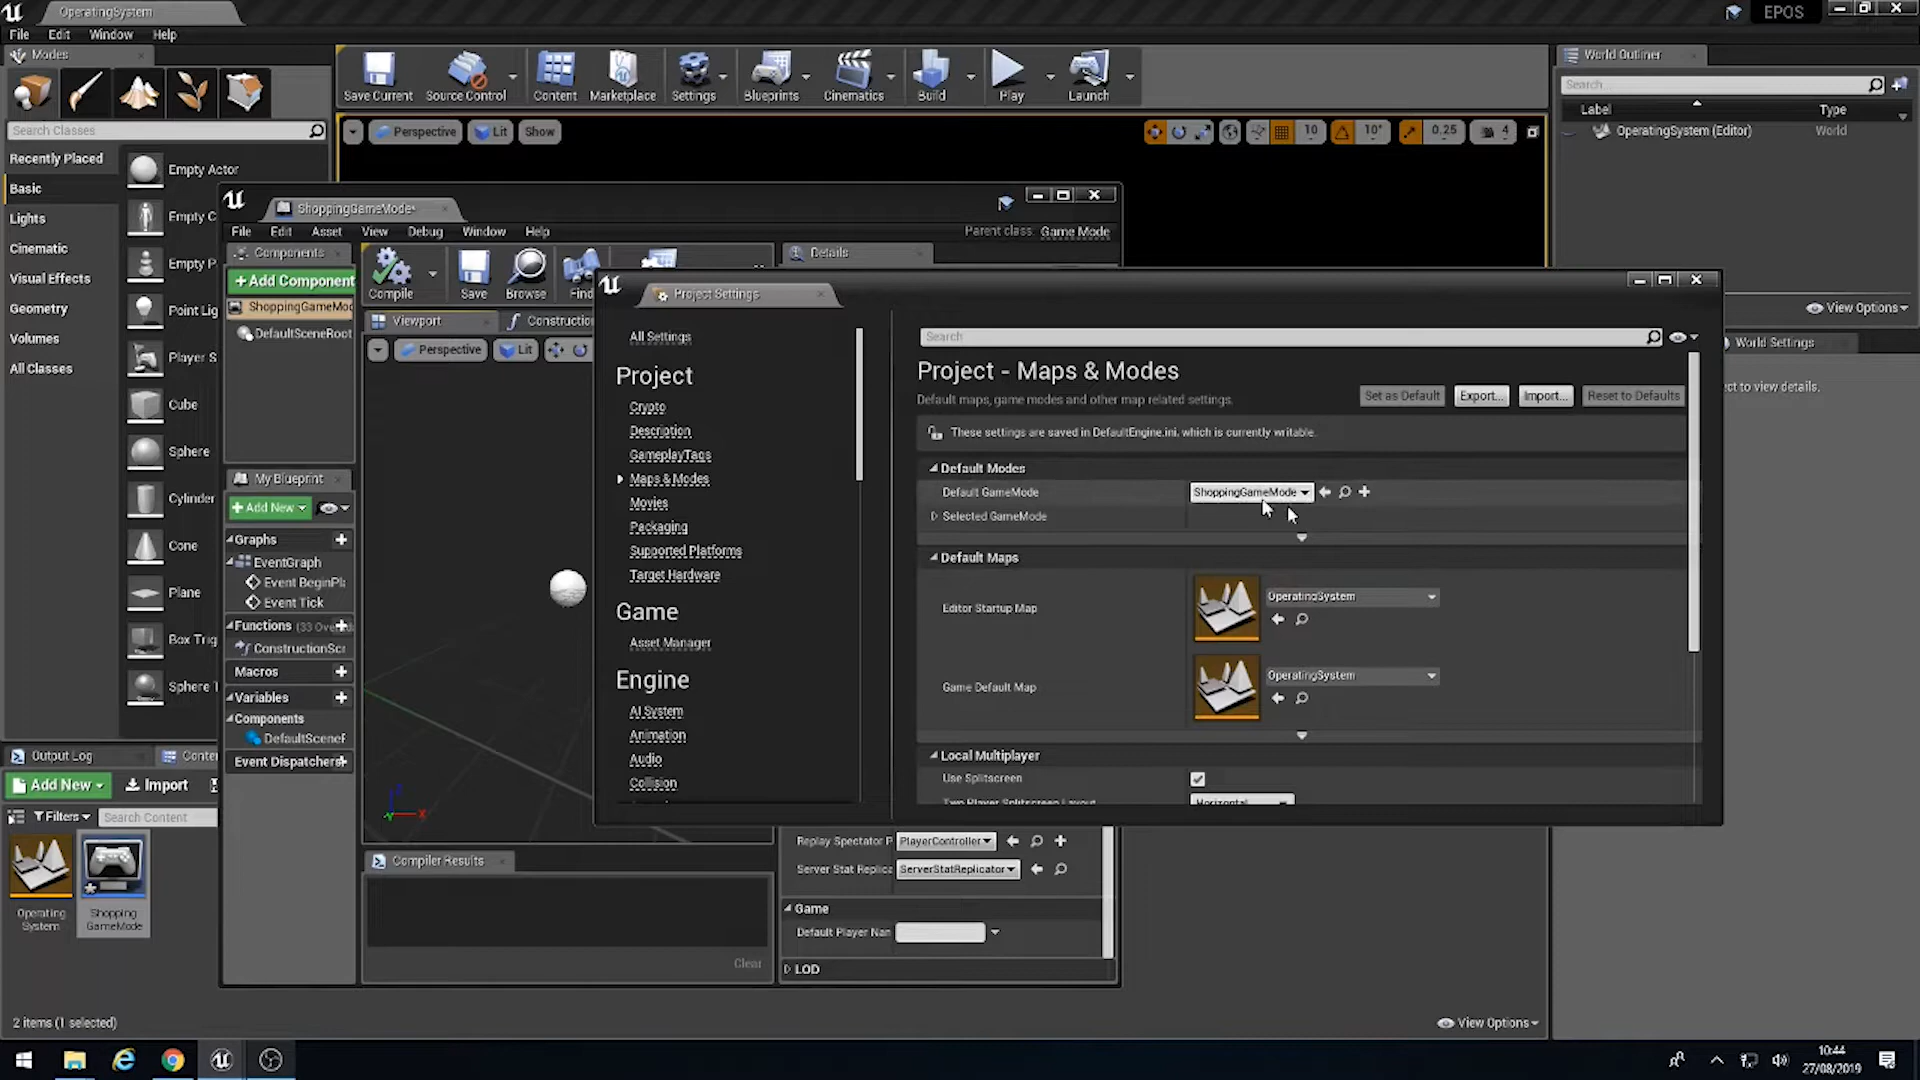 OperatingSystem
EPOS
File Edit Window Help
Modes
Search Classes
Recently Placed
Basic
Lights
Cinematic
Visual Effects
Geometry
Volumes
All Classes
Empty Actor
Empty C
Empty P
Point Lig
Player S
Cube
Sphere
Cylinder
Cone
Plane
Box Trig
Sphere T
Save Current
Source Control
Content
Marketplace
Settings
Blueprints
Cinematics
Build
Play
Launch
Perspective
Lit
Show
10
10°
0.25
4
World Outliner
Search...
Label
Type
OperatingSystem (Editor)
World
View Options
World Settings
ect to view details.
ShoppingGameMode*
File Edit Asset View Debug Window Help
Parent class: Game Mode
Components
+Add Component
ShoppingGameMod
DefaultSceneRoot
Compile
Save
Browse
Find
Details
Viewport
Construction
Perspective
Lit
My Blueprint
+Add New
Graphs
EventGraph
Event BeginPl
Event Tick
Functions (33 Over
ConstructionScr
Macros
Variables
Components
DefaultSceneF
Event Dispatchers
Compiler Results
Clear
Replay Spectator P
PlayerController
Server Stat Replica
ServerStatReplicator
Game
Default Player Nan
LOD
Project Settings
All Settings
Project
Crypto
Description
GameplayTags
Maps & Modes
Movies
Packaging
Supported Platforms
Target Hardware
Game
Asset Manager
Engine
AI System
Animation
Audio
Collision
Search
Project - Maps & Modes
Default maps, game modes and other map related settings.
Set as Default
Export...
Import...
Reset to Defaults
These settings are saved in DefaultEngine.ini, which is currently writable.
Default Modes
Default GameMode
ShoppingGameMode
Selected GameMode
Default Maps
Editor Startup Map
OperatingSystem
Game Default Map
OperatingSystem
Local Multiplayer
Use Splitscreen
Two Player Splitscreen Layout
Horizontal
Output Log
Conte
Add New
Import
Filters
Search Content
Operating
System
Shopping
GameMode
2 items (1 selected)
View Options
10:44
27/08/2019